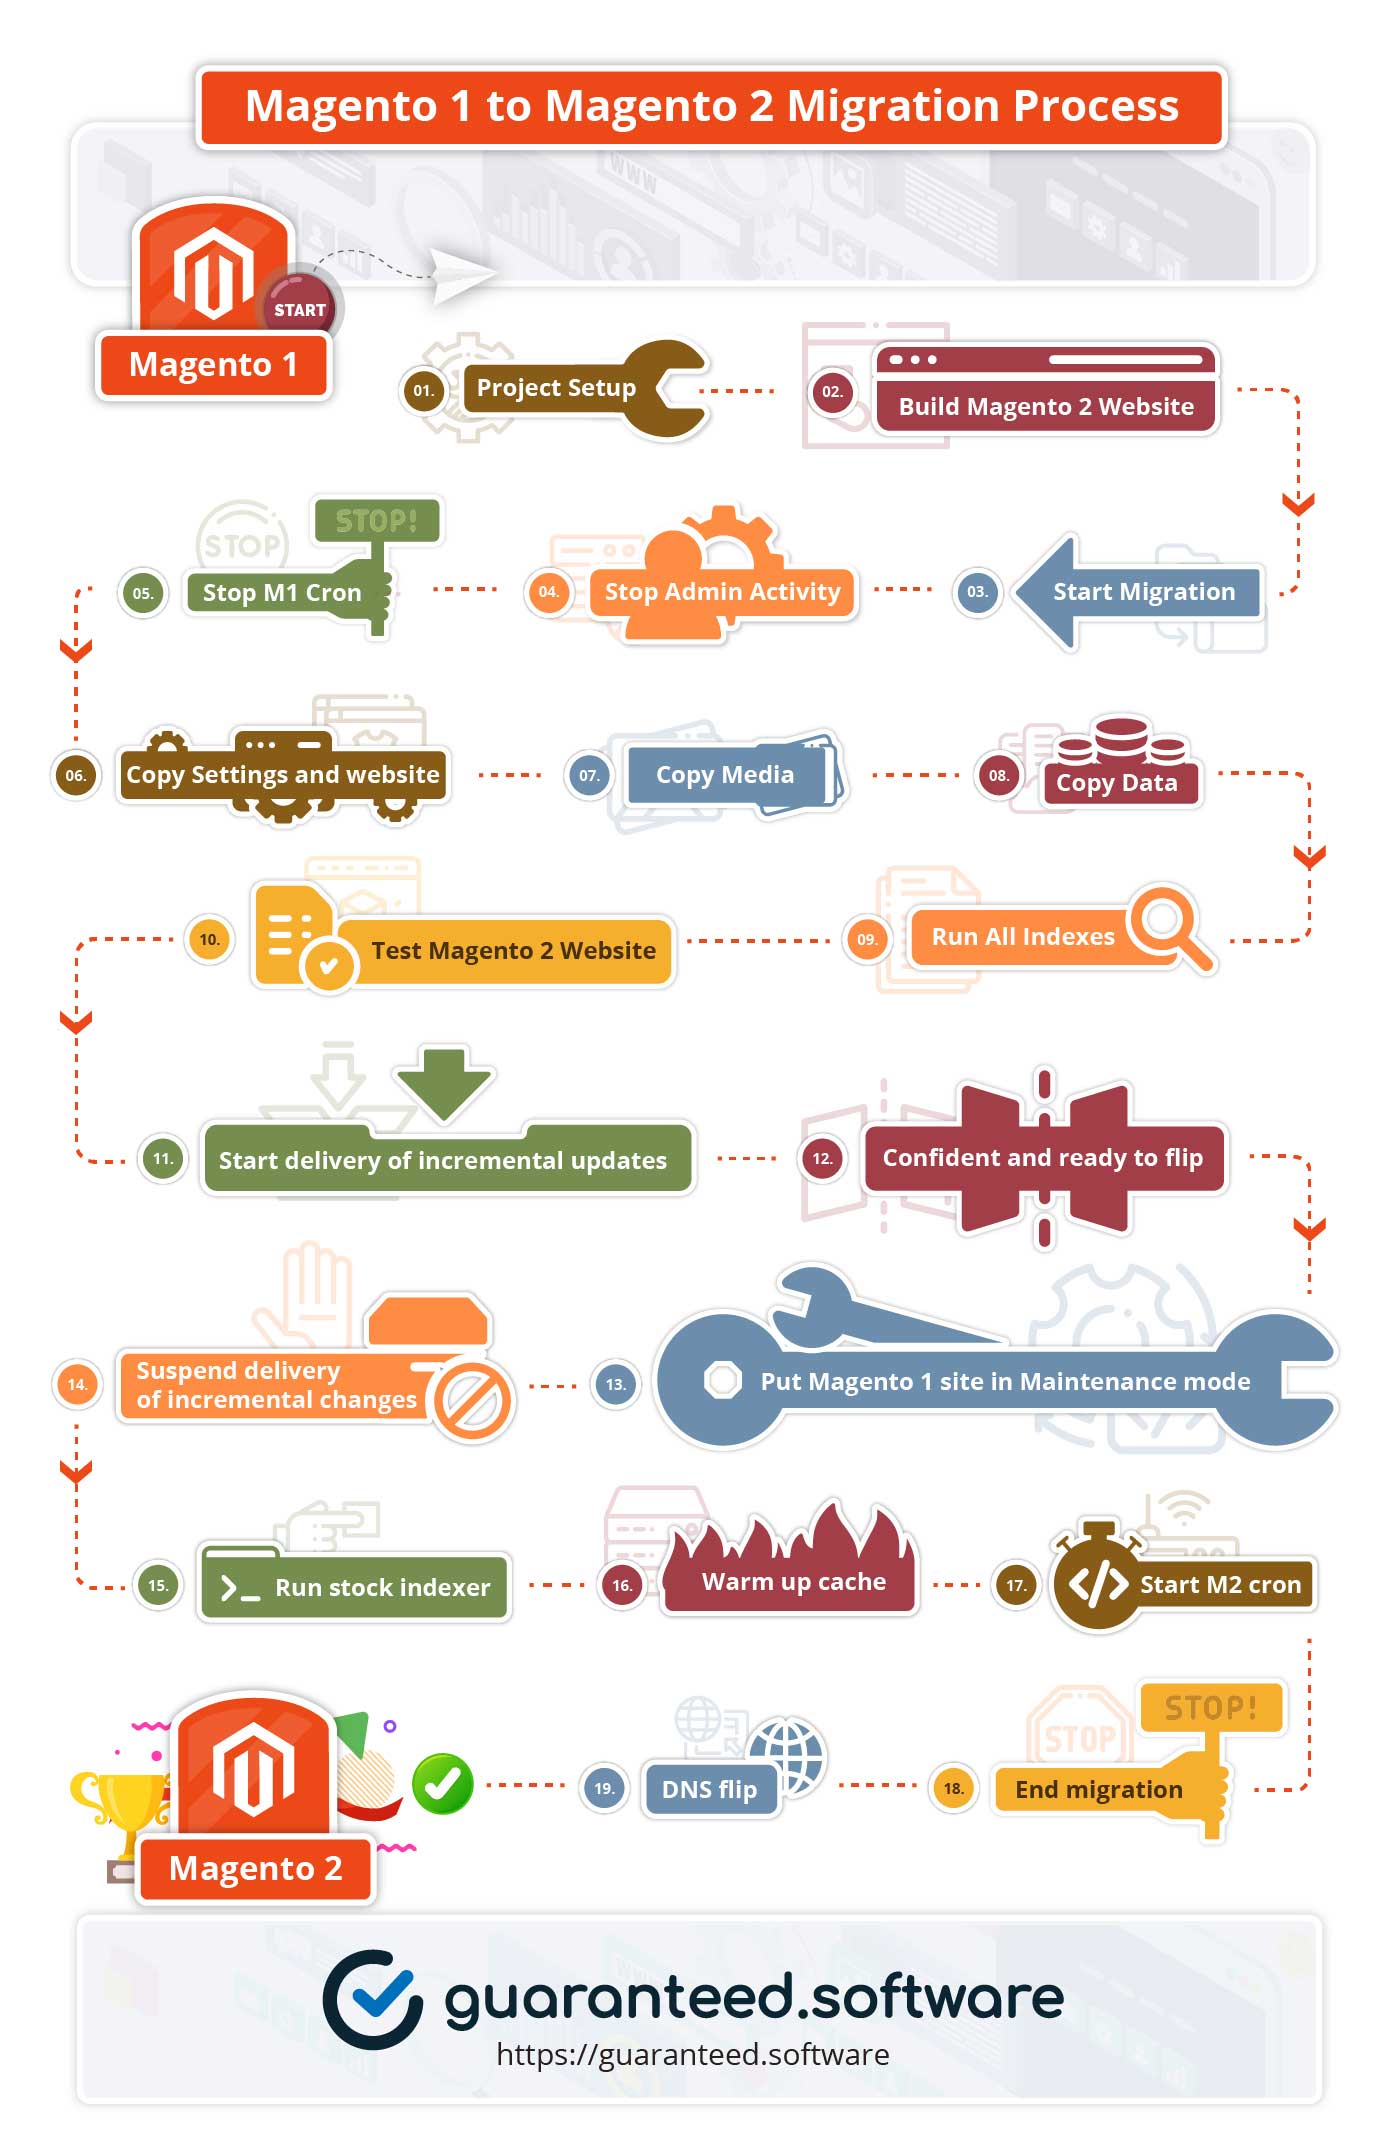 Magento 1 to Magento 2 Migration Process
WWW
START
Magento 1
01.
Project Setup
02.
Build Magento 2 Website
03.
Start Migration
04.
Stop Admin Activity
STOP!
STOP
05.
Stop M1 Cron
06.
Copy Settings and website
07.
Copy Media
08.
Copy Data
09.
Run All Indexes
10.
Test Magento 2 Website
11.
Start delivery of incremental updates
12.
Confident and ready to flip
13.
Put Magento 1 site in Maintenance mode
14.
Suspend delivery
of incremental changes
15.
Run stock indexer
16.
Warm up cache
17.
Start M2 cron
STOP!
STOP
18.
End migration
19.
DNS flip
Magento 2
WWW
guaranteed.software
https://guaranteed.software